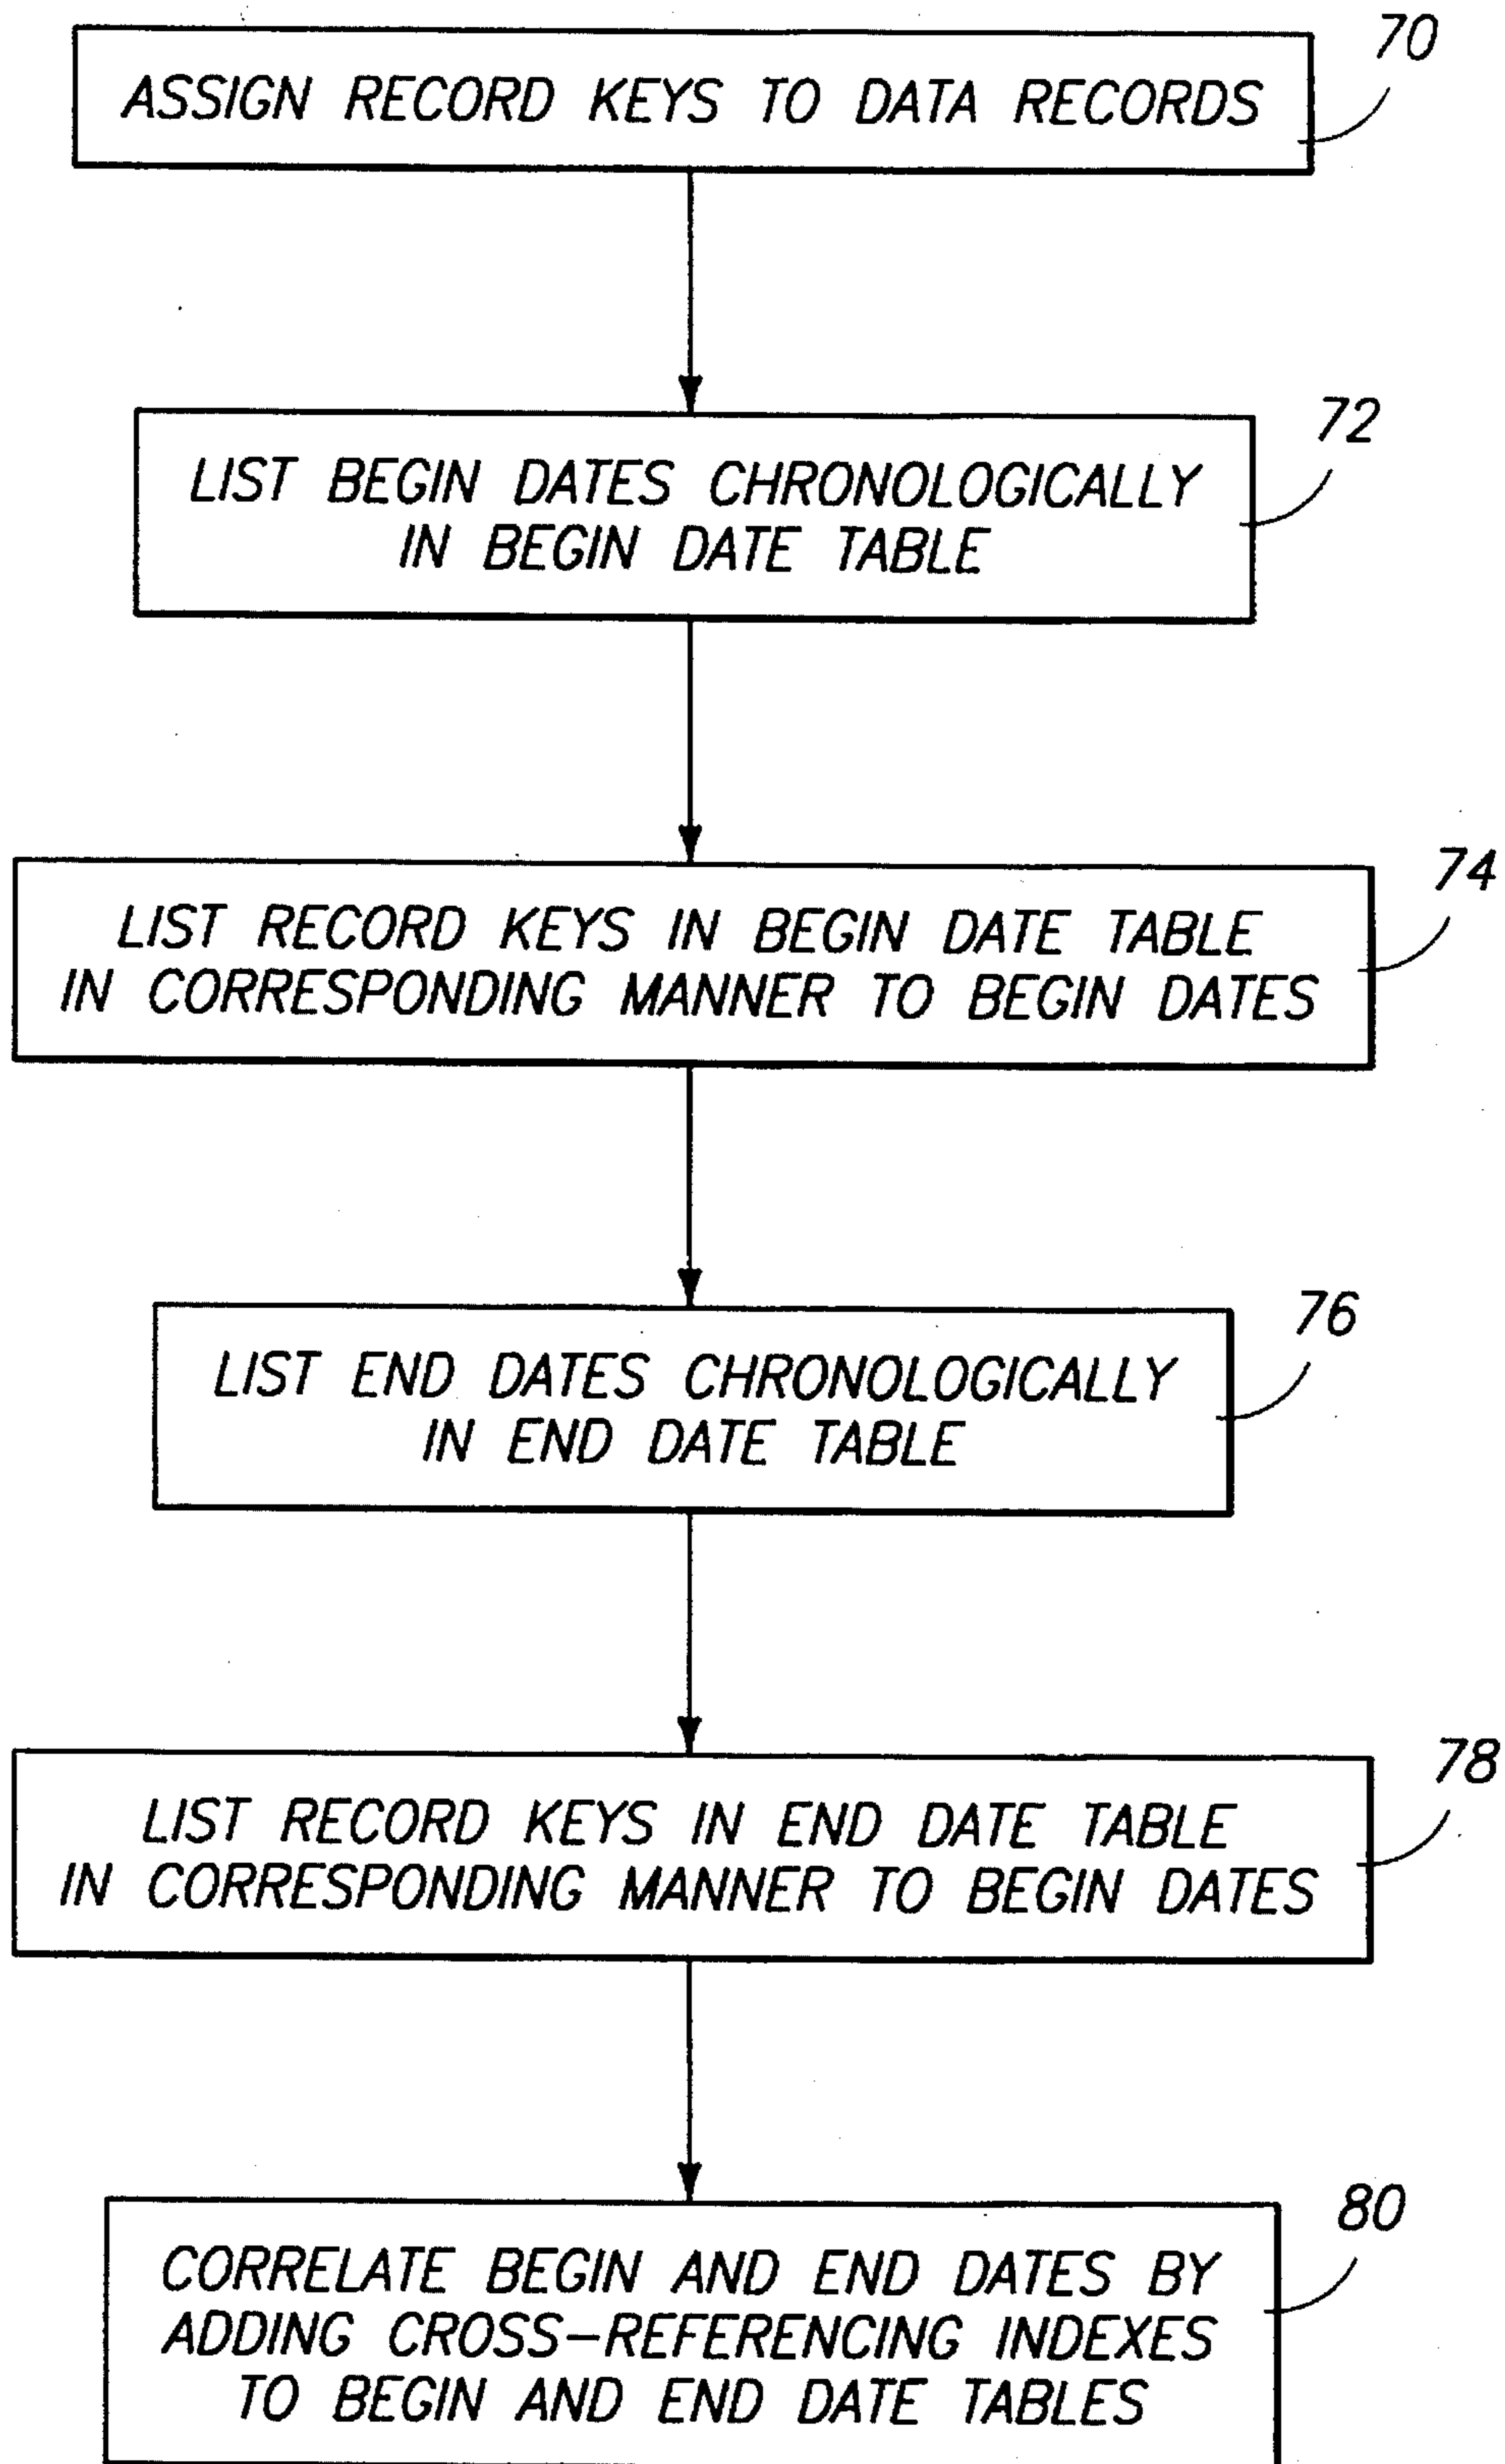 70
ASSIGN RECORD KEYS TO DATA RECORDS
72
LIST BEGIN DATES CHRONOLOGICALLY
IN BEGIN DATE TABLE
74
LIST RECORD KEYS IN BEGIN DATE TABLE
IN CORRESPONDING MANNER TO BEGIN DATES
76
LIST END DATES CHRONOLOGICALLY
IN END DATE TABLE
78
LIST RECORD KEYS IN END DATE TABLE
IN CORRESPONDING MANNER TO BEGIN DATES
80
CORRELATE BEGIN AND END DATES BY
ADDING CROSS-REFERENCING INDEXES
TO BEGIN AND END DATE TABLES